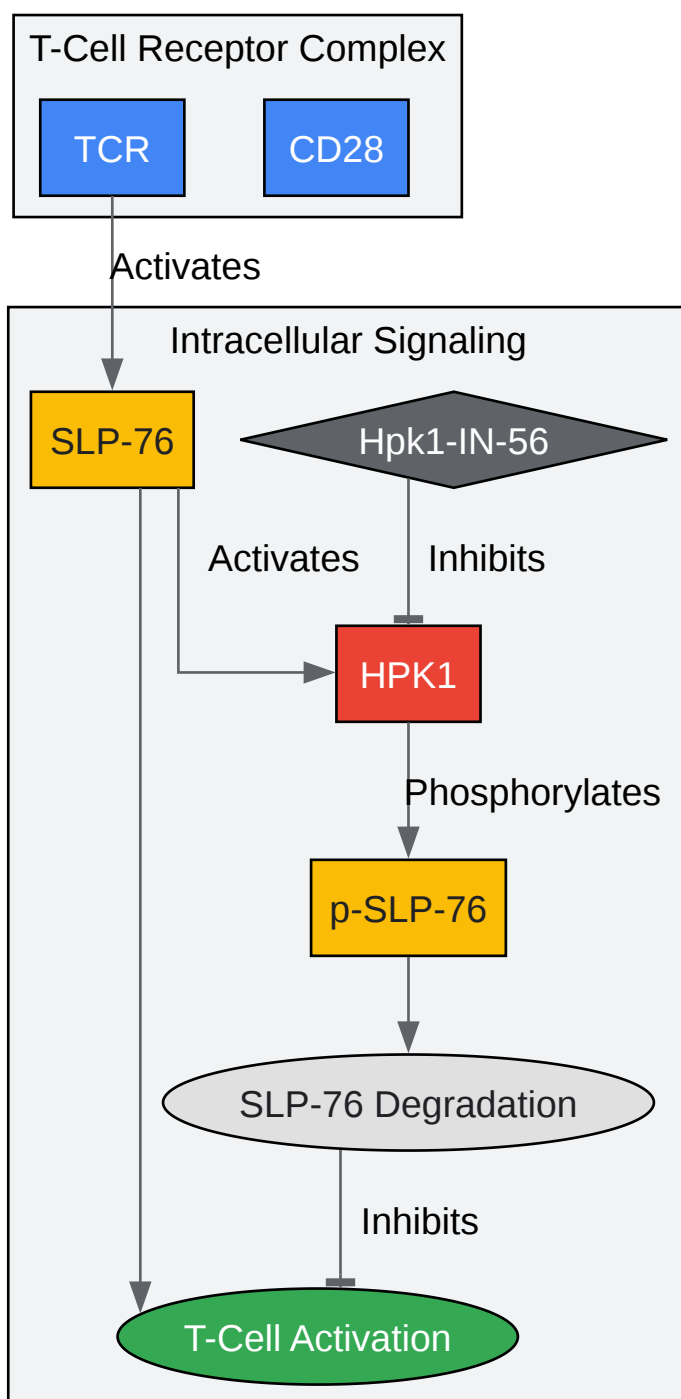 T-Cell Receptor Complex
TCR
CD28
Activates
Intracellular Signaling
SLP-76
Hpk1-IN-56
Activates
Inhibits
HPK1
Phosphorylates
p-SLP-76
SLP-76 Degradation
Inhibits
T-Cell Activation